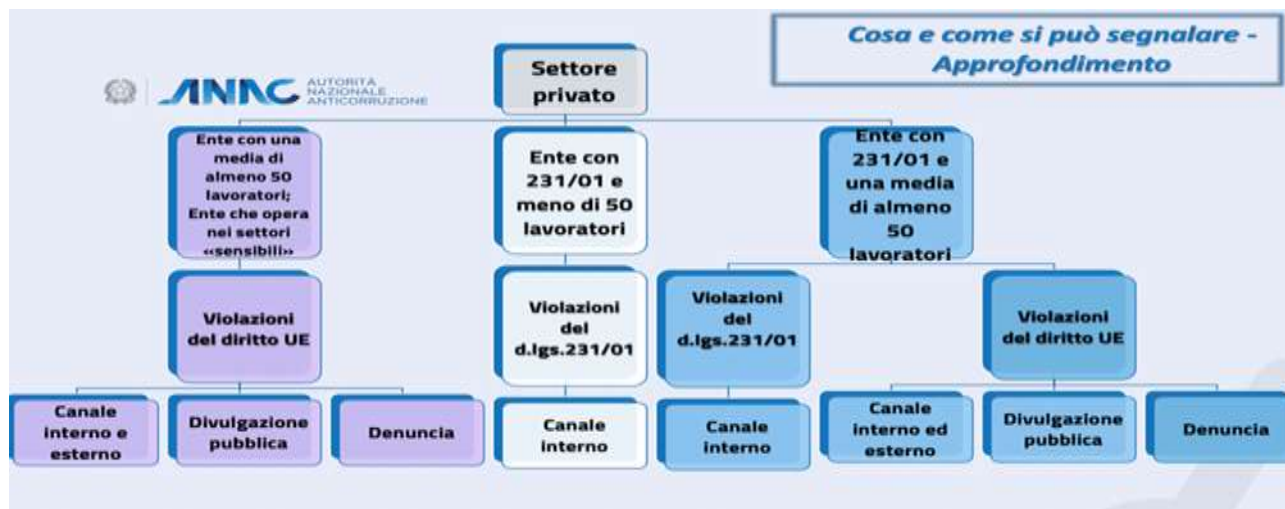 Cosa e come si può segnalare -
Approfondimento
ANAC
AUTORITÀ
NAZIONALE
ANTICORRUZIONE
Settore
privato
Ente con una
media di
almeno 50
lavoratori;
Ente che opera
nei settori
«sensibili»
Ente con
231/01 e
meno di 50
lavoratori
Ente con
231/01 e
una media
di almeno
50
lavoratori
Violazioni
del diritto UE
Violazioni
del
d.lgs.231/01
Violazioni
del
d.lgs.231/01
Violazioni
del diritto UE
Canale
interno e
esterno
Divulgazione
pubblica
Denuncia
Canale
interno
Canale
interno
Canale
interno ed
esterno
Divulgazione
pubblica
Denuncia